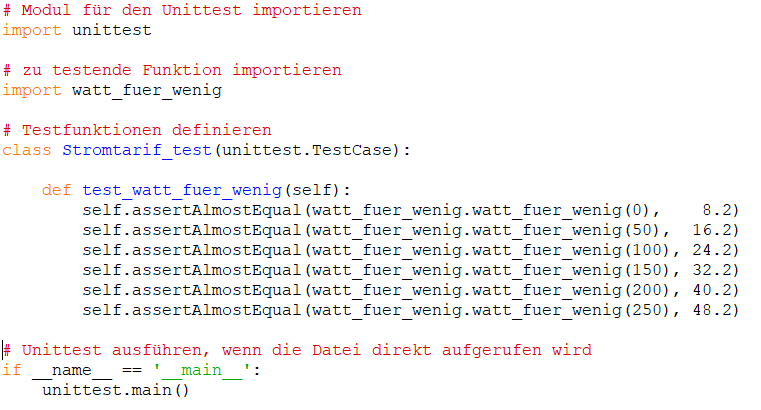 # Modul für den Unittest importieren
import unittest
# zu testende Funktion importieren
import watt_fuer_wenig
# Testfunktionen definieren
class Stromtarif_test(unittest.TestCase):
    def test_watt_fuer_wenig(self):
        self.assertAlmostEqual(watt_fuer_wenig.watt_fuer_wenig(0),    8.2)
        self.assertAlmostEqual(watt_fuer_wenig.watt_fuer_wenig(50),  16.2)
        self.assertAlmostEqual(watt_fuer_wenig.watt_fuer_wenig(100), 24.2)
        self.assertAlmostEqual(watt_fuer_wenig.watt_fuer_wenig(150), 32.2)
        self.assertAlmostEqual(watt_fuer_wenig.watt_fuer_wenig(200), 40.2)
        self.assertAlmostEqual(watt_fuer_wenig.watt_fuer_wenig(250), 48.2)
# Unittest ausführen, wenn die Datei direkt aufgerufen wird
if __name__ == '__main__':
    unittest.main()